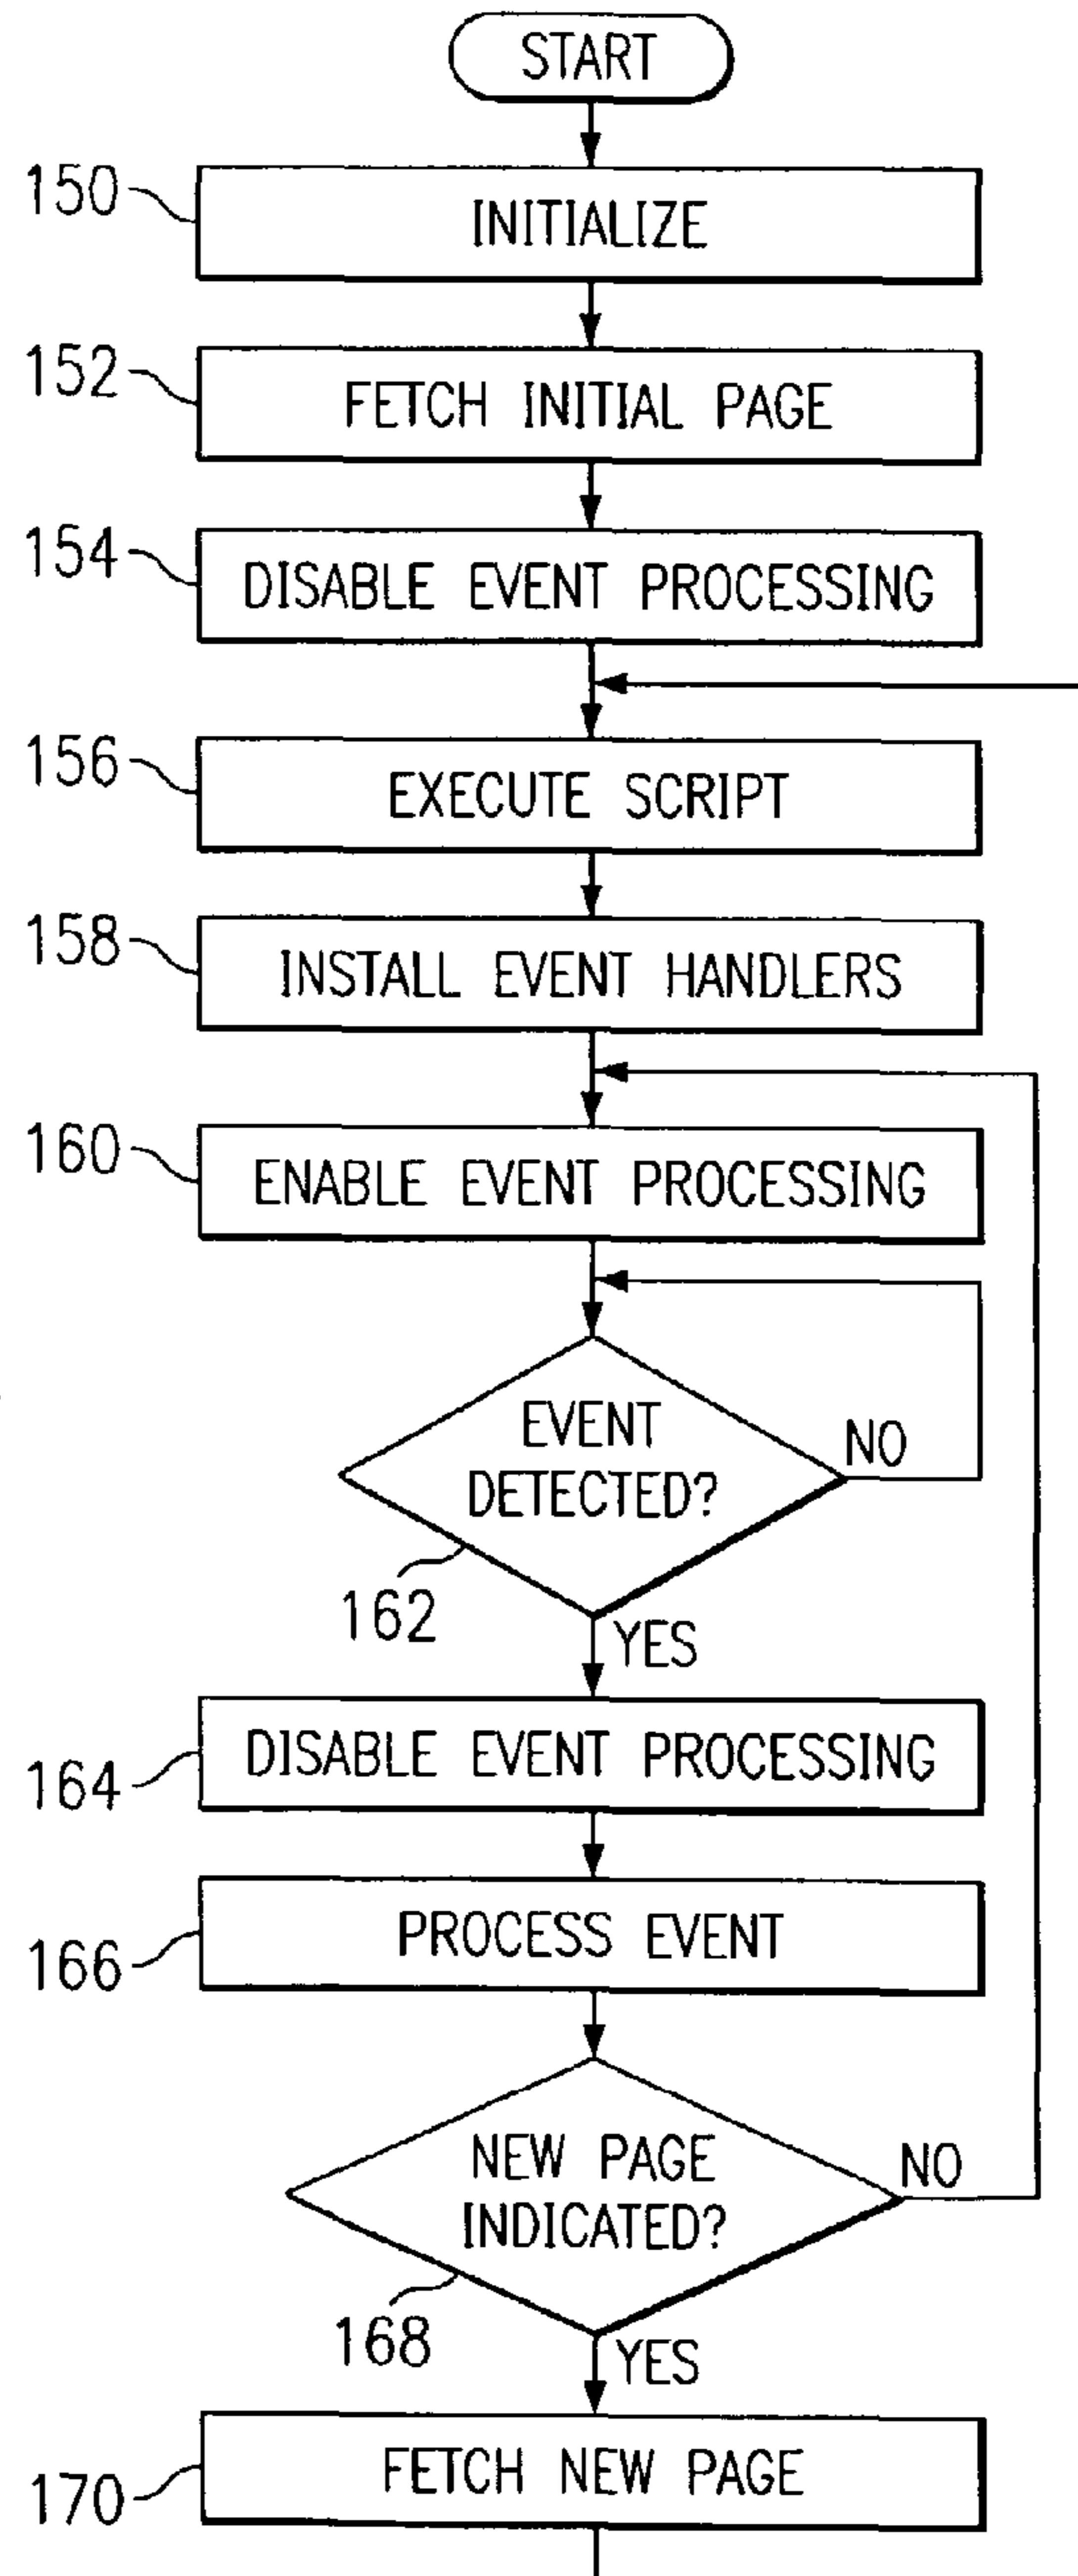 START
150
INITIALIZE
152
FETCH INITIAL PAGE
154
DISABLE EVENT PROCESSING
156
EXECUTE SCRIPT
158
INSTALL EVENT HANDLERS
160
ENABLE EVENT PROCESSING
EVENT
DETECTED?
NO
162
YES
164
DISABLE EVENT PROCESSING
166
PROCESS EVENT
NEW PAGE
INDICATED?
NO
168
YES
170
FETCH NEW PAGE